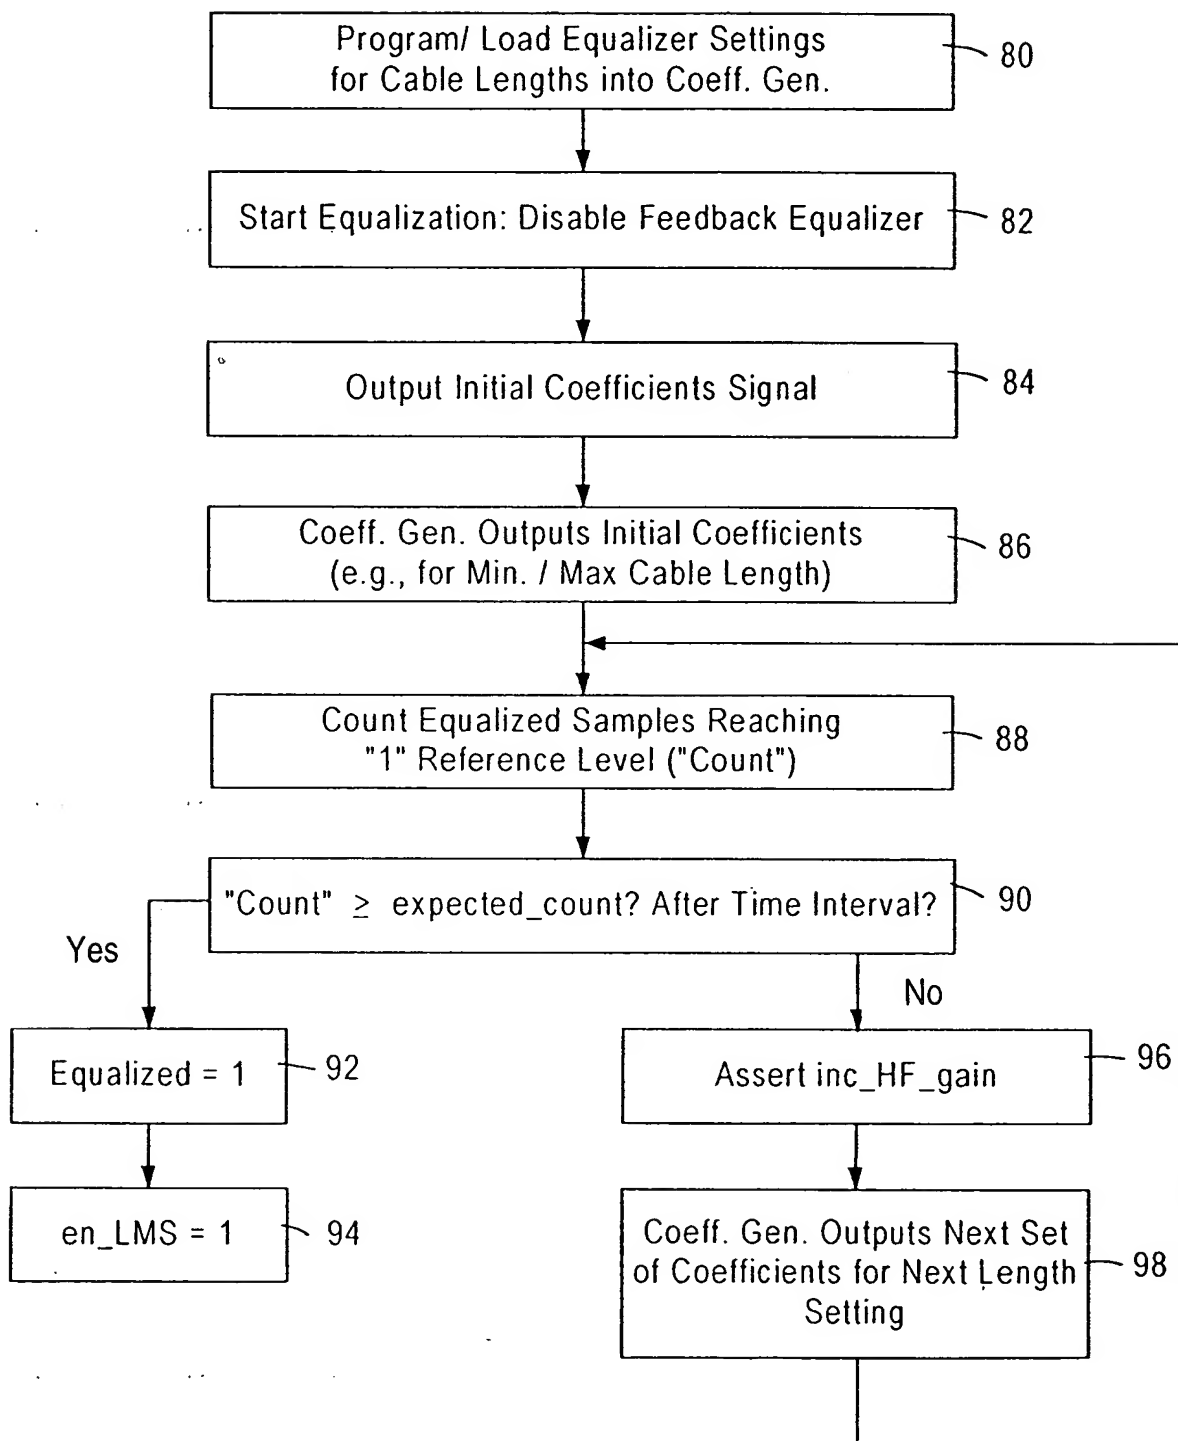 Program/ Load Equalizer Settings
for Cable Lengths into Coeff. Gen.
80
Start Equalization: Disable Feedback Equalizer
82
Output Initial Coefficients Signal
84
Coeff. Gen. Outputs Initial Coefficients
(e.g., for Min. / Max Cable Length)
86
Count Equalized Samples Reaching
"1" Reference Level ("Count")
88
"Count" ≥ expected_count? After Time Interval?
90
Yes
No
Equalized = 1
92
Assert inc_HF_gain
96
en_LMS = 1
94
Coeff. Gen. Outputs Next Set
of Coefficients for Next Length
Setting
98